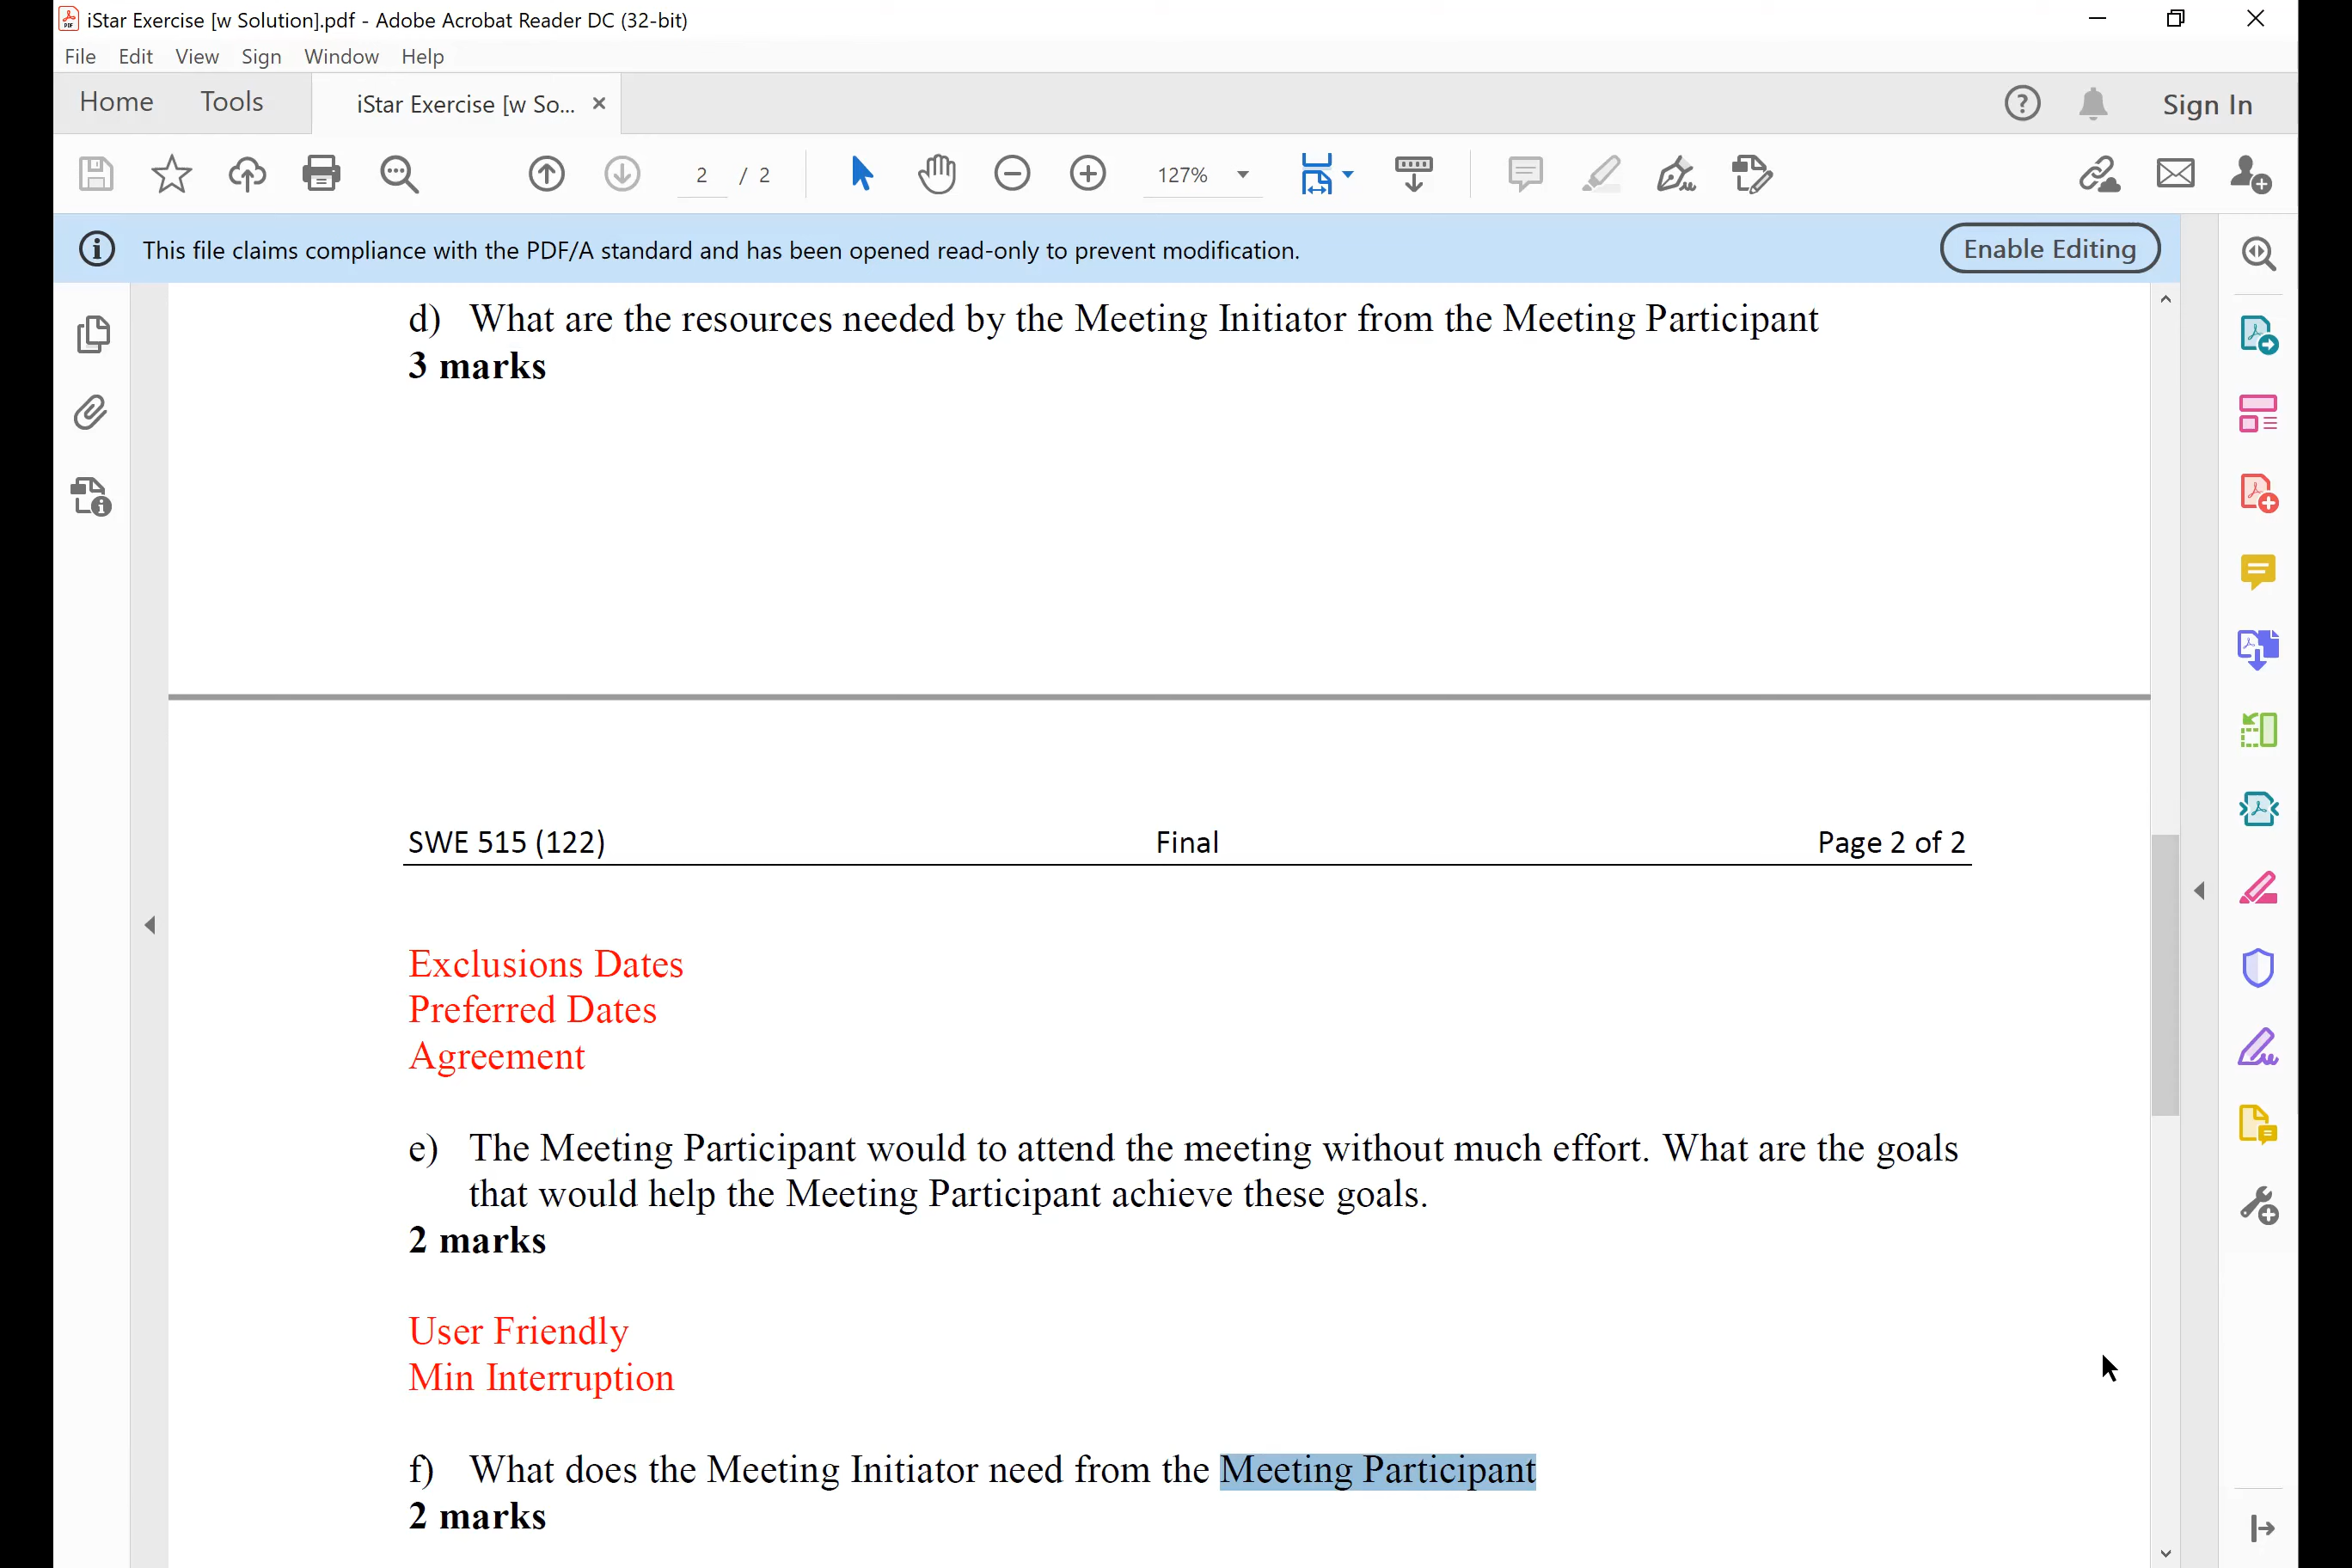 iStar Exercise [w Solution].pdf - Adobe Acrobat Reader DC (32-bit)
File Edit View Sign Window Help
Home Tools iStar Exercise [w So... Sign In
2 / 2 127%
This file claims compliance with the PDF/A standard and has been opened read-only to prevent modification. Enable Editing
d) What are the resources needed by the Meeting Initiator from the Meeting Participant
3 marks
SWE 515 (122) Final Page 2 of 2
Exclusions Dates
Preferred Dates
Agreement
e) The Meeting Participant would to attend the meeting without much effort. What are the goals
that would help the Meeting Participant achieve these goals.
2 marks
User Friendly
Min Interruption
f) What does the Meeting Initiator need from the Meeting Participant
2 marks